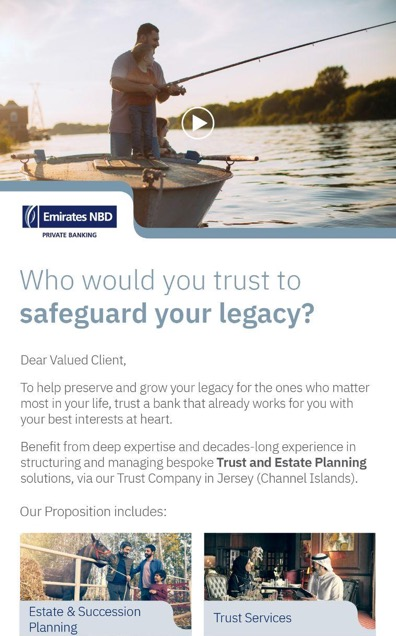 Emirates NBD
PRIVATE BANKING
Who would you trust to
safeguard your legacy?
Dear Valued Client,
To help preserve and grow your legacy for the ones who matter
most in your life, trust a bank that already works for you with
your best interests at heart.
Benefit from deep expertise and decades-long experience in
structuring and managing bespoke Trust and Estate Planning
solutions, via our Trust Company in Jersey (Channel Islands).
Our Proposition includes:
Estate & Succession
Planning
Trust Services